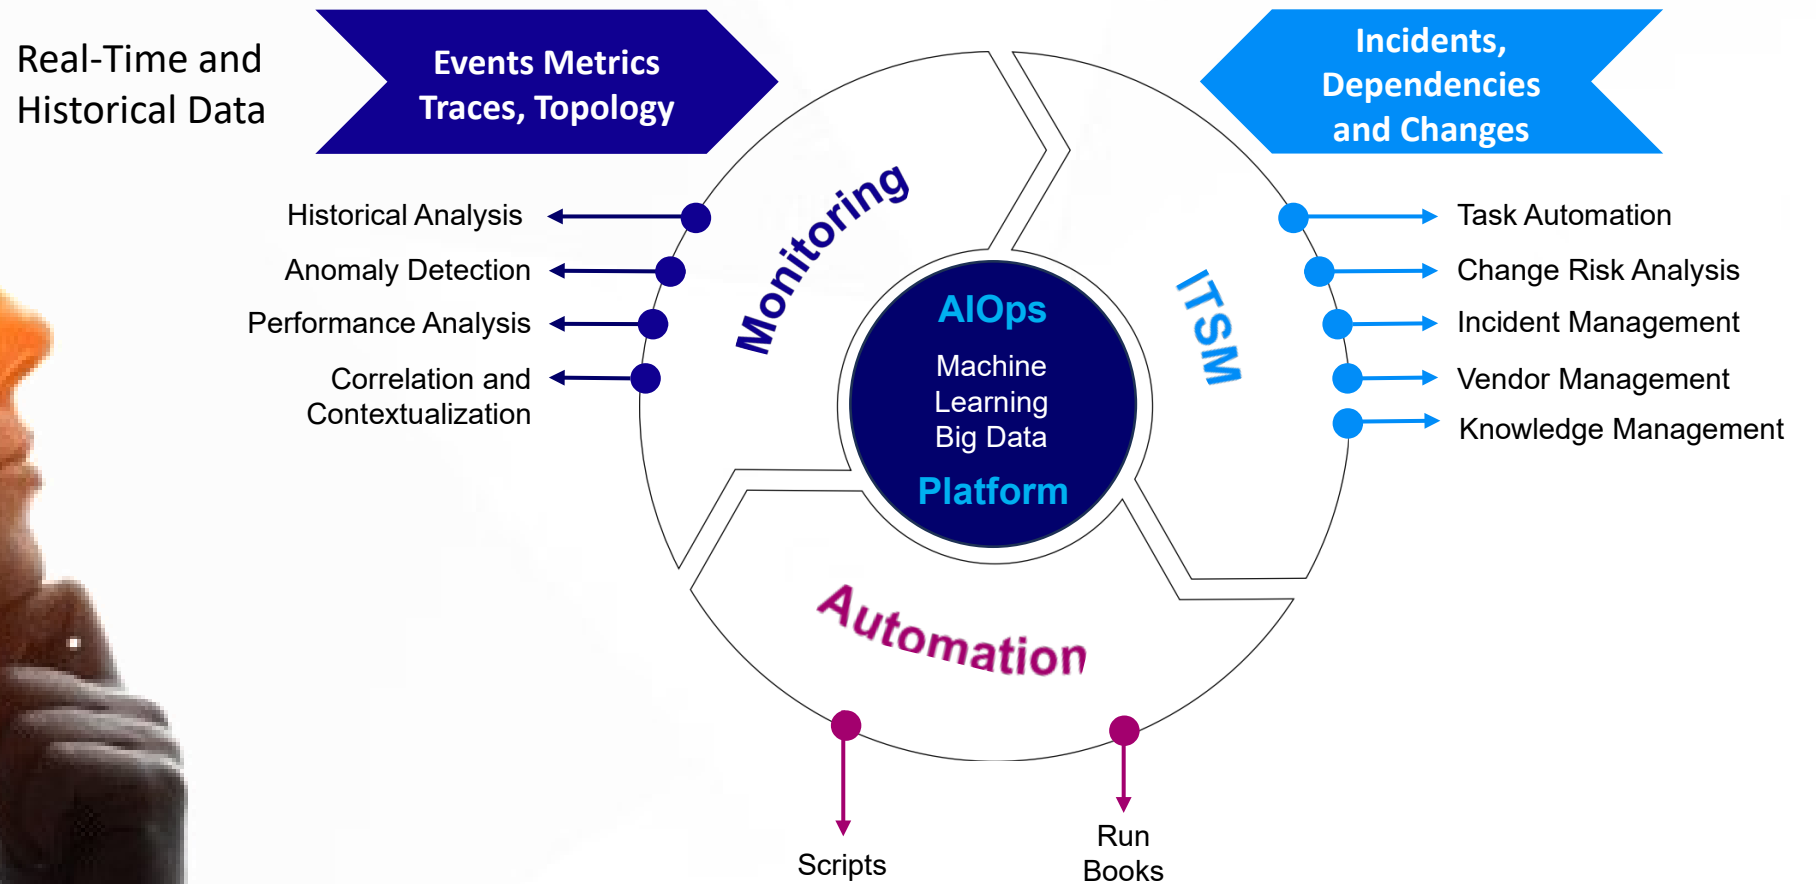 Real-Time and
Historical Data
Events Metrics
Traces, Topology
Incidents,
Dependencies
and Changes
Historical Analysis
Anomaly Detection
Performance Analysis
Correlation and
Contextualization
Monitoring
ITSM
Automation
AIOps
Machine
Learning
Big Data
Platform
Task Automation
Change Risk Analysis
Incident Management
Vendor Management
Knowledge Management
Scripts
Run
Books